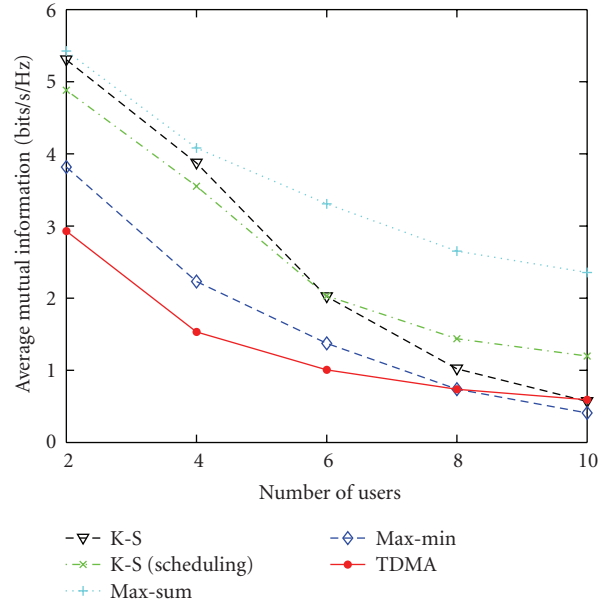 6
5
4
3
2
1
0
Average mutual information (bits/s/Hz)
2 4 6 8 10
Number of users
K-S
K-S (scheduling)
Max-sum
Max-min
TDMA